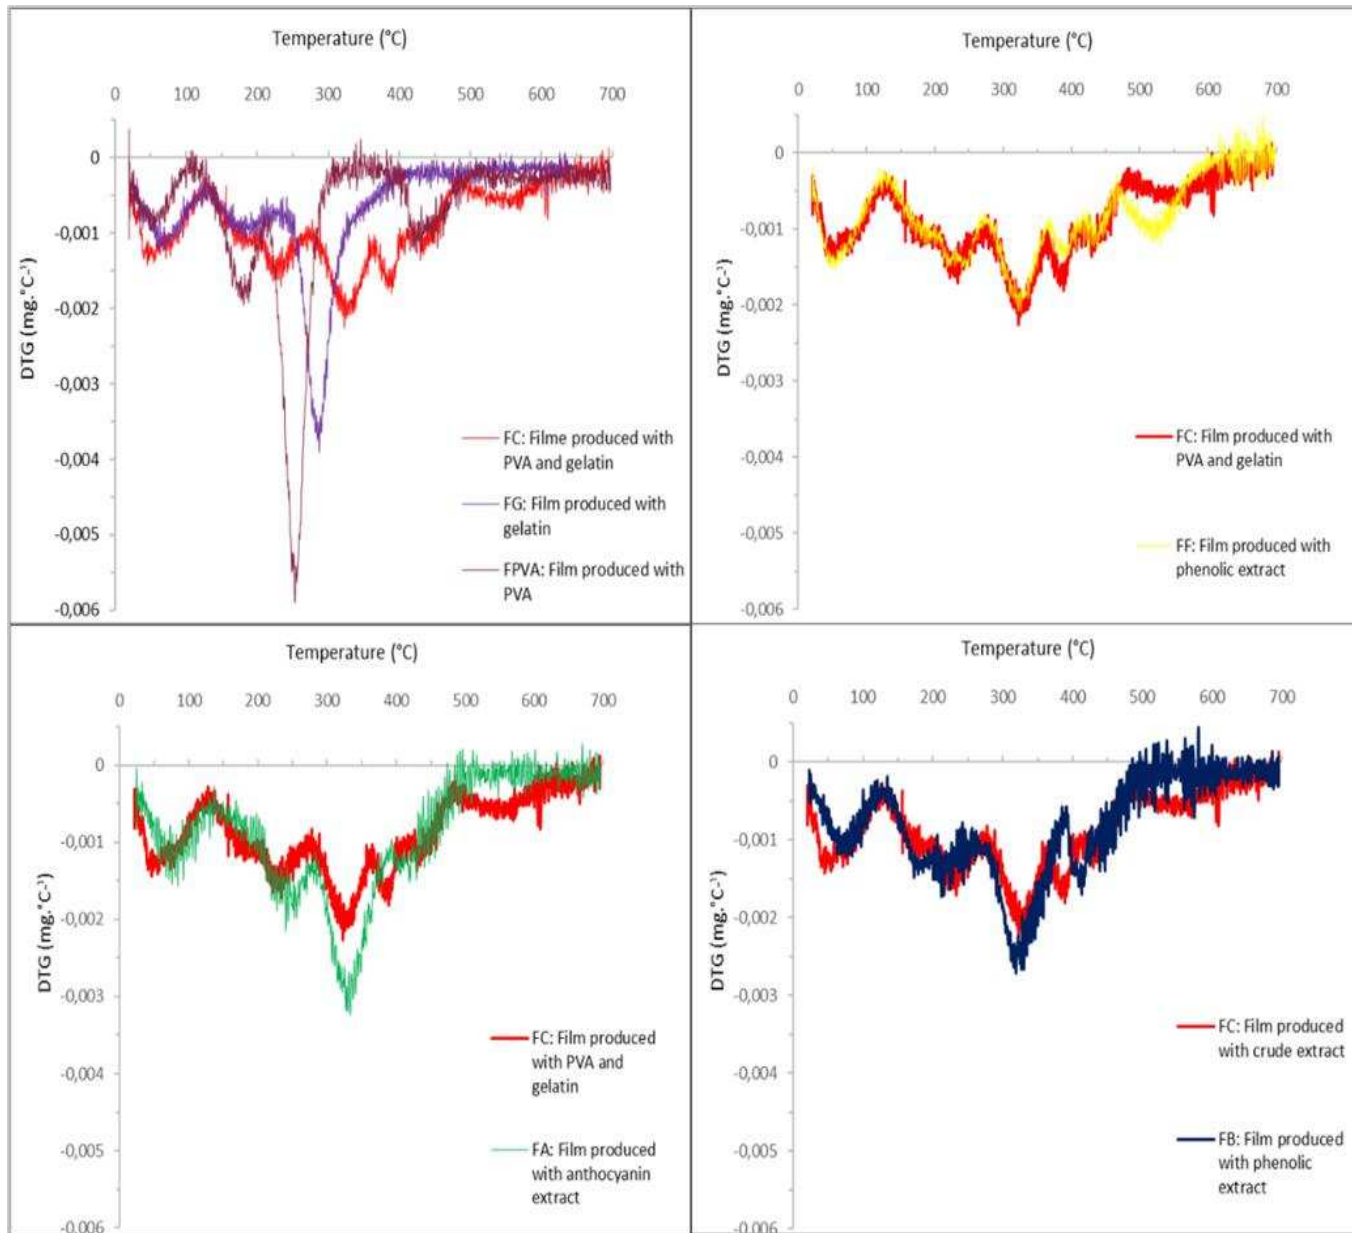 Temperature (°C)
0 100 200 300 400 500 600 700
0
-0,001
-0,002
-0,003
-0,004
-0,005
-0,006
DTG (mg.°C-¹)
FC: Filme produced with
PVA and gelatin
FG: Film produced with
gelatin
FPVA: Film produced with
PVA
Temperature (°C)
0 100 200 300 400 500 600 700
0
-0,001
-0,002
-0,003
-0,004
-0,005
-0,006
DTG (mg.°C-¹)
FC: Film produced with
PVA and gelatin
FF: Film produced with
phenolic extract
Temperature (°C)
0 100 200 300 400 500 600 700
0
-0,001
-0,002
-0,003
-0,004
-0,005
-0,006
DTG (mg.°C-¹)
FC: Film produced
with PVA and
gelatin
FA: Film produced
with anthocyanin
extract
Temperature (°C)
0 100 200 300 400 500 600 700
0
-0,001
-0,002
-0,003
-0,004
-0,005
-0,006
DTG (mg.°C-¹)
FC: Film produced
with crude extract
FB: Film produced
with phenolic
extract